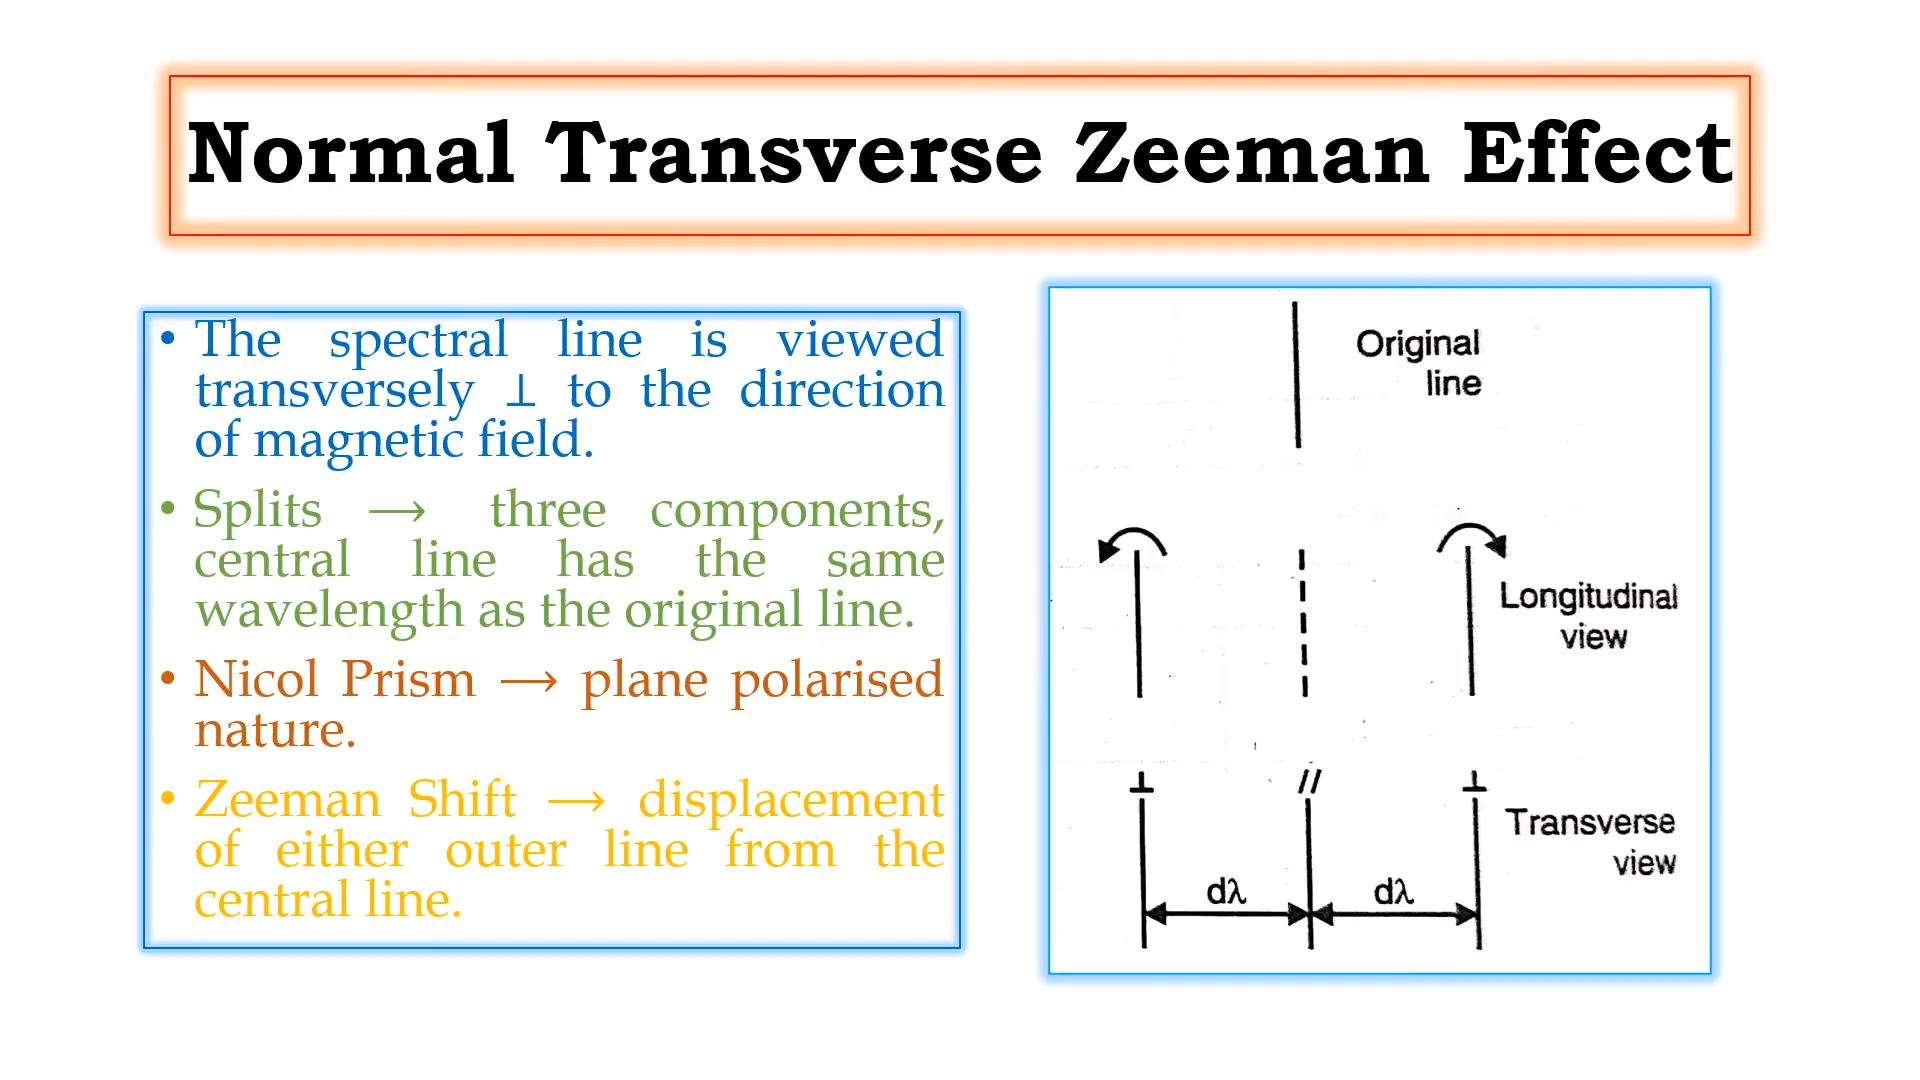 Normal Transverse Zeeman Effect
• The spectral line is viewed
transversely ⊥ to the direction
of magnetic field.
• Splits ⟶ three components,
central line has the same
wavelength as the original line.
• Nicol Prism ⟶ plane polarised
nature.
• Zeeman Shift ⟶ displacement
of either outer line from the
central line.
Original
line
Longitudinal
view
⊥ // ⊥
Transverse
view
dλ dλ